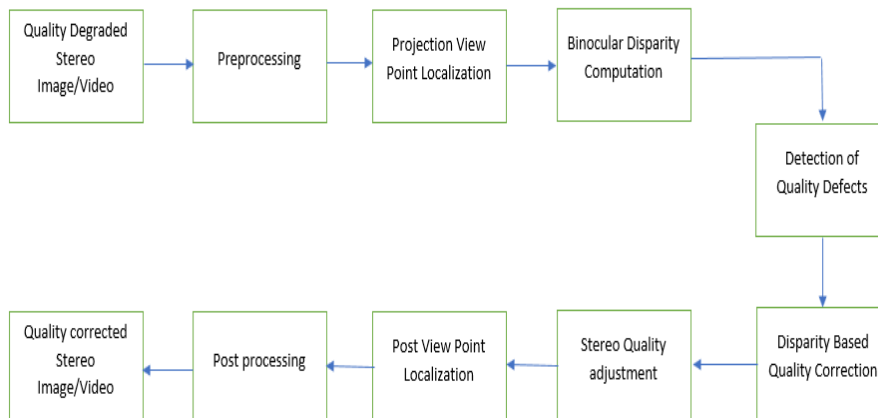 Quality Degraded
Stereo
Image/Video
Preprocessing
Projection View
Point Localization
Binocular Disparity
Computation
Detection of
Quality Defects
Disparity Based
Quality Correction
Stereo Quality
adjustment
Post View Point
Localization
Post processing
Quality corrected
Stereo
Image/Video